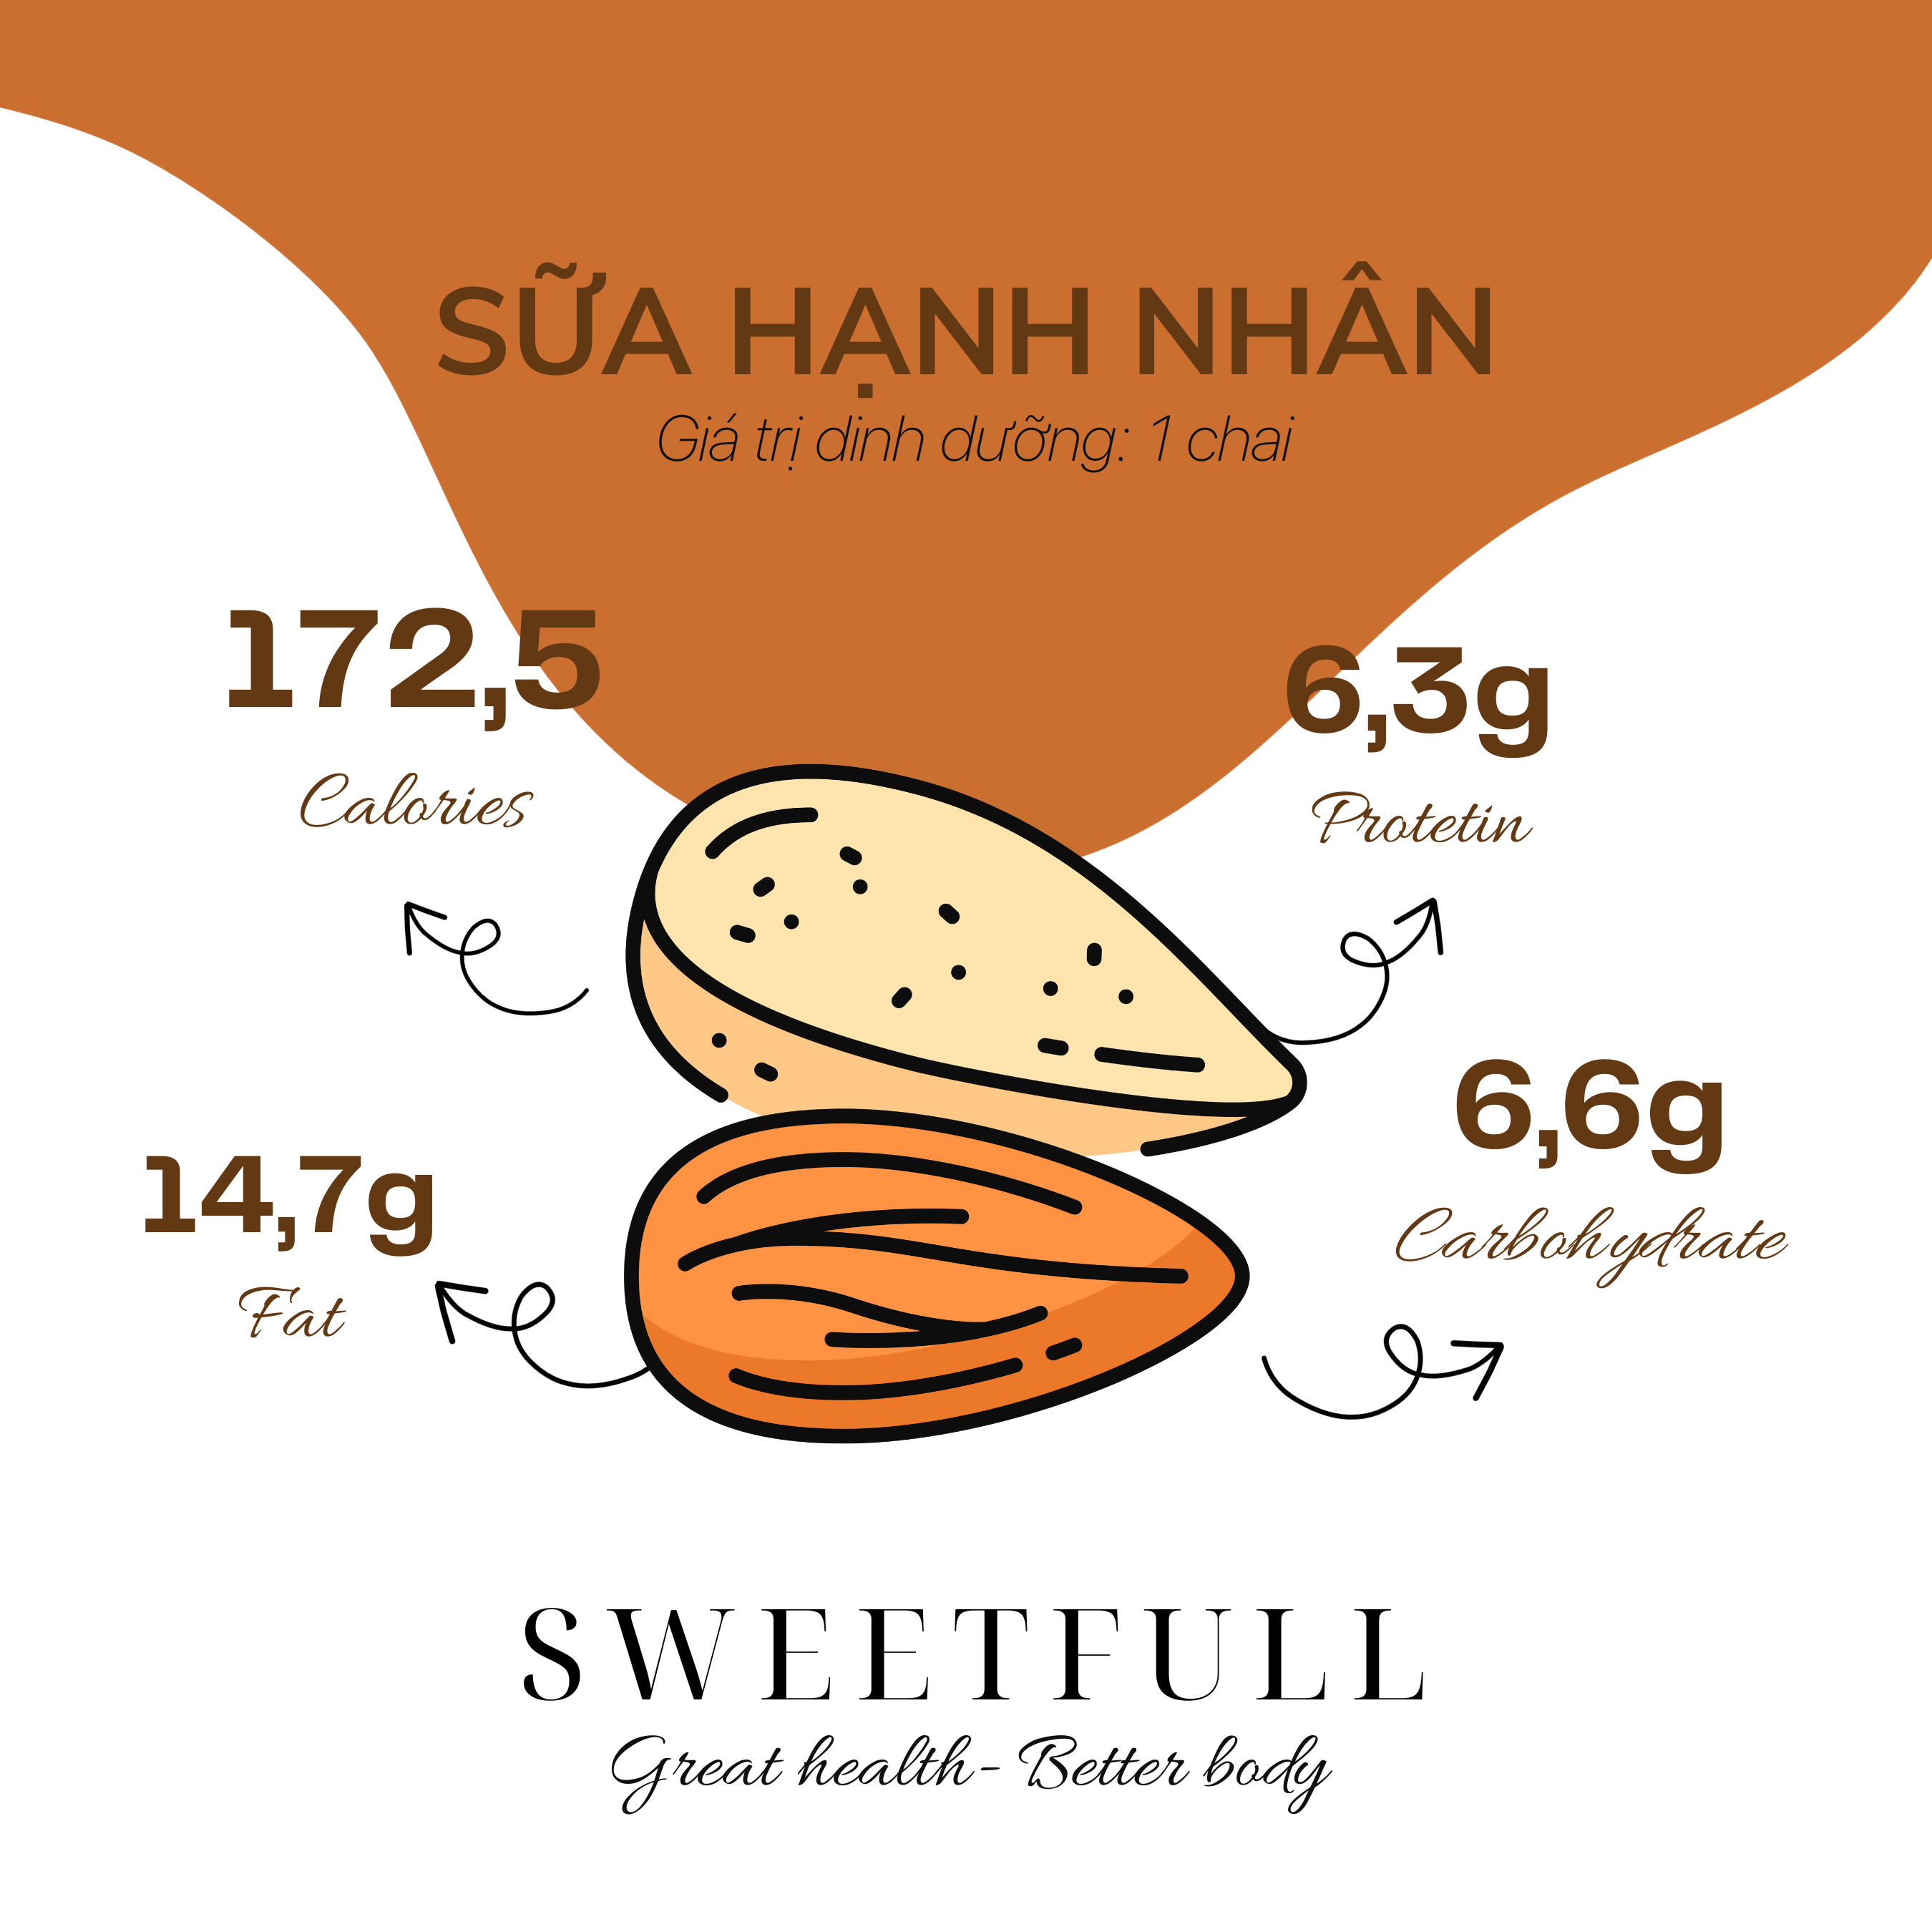 SỮA HẠNH NHÂN
Giá trị dinh dưỡng: 1 chai
172,5
Calories
6,3g
Protein
14,7g
Fat
6,6g
Carbohydrate
SWEETFULL
Great health - Better body